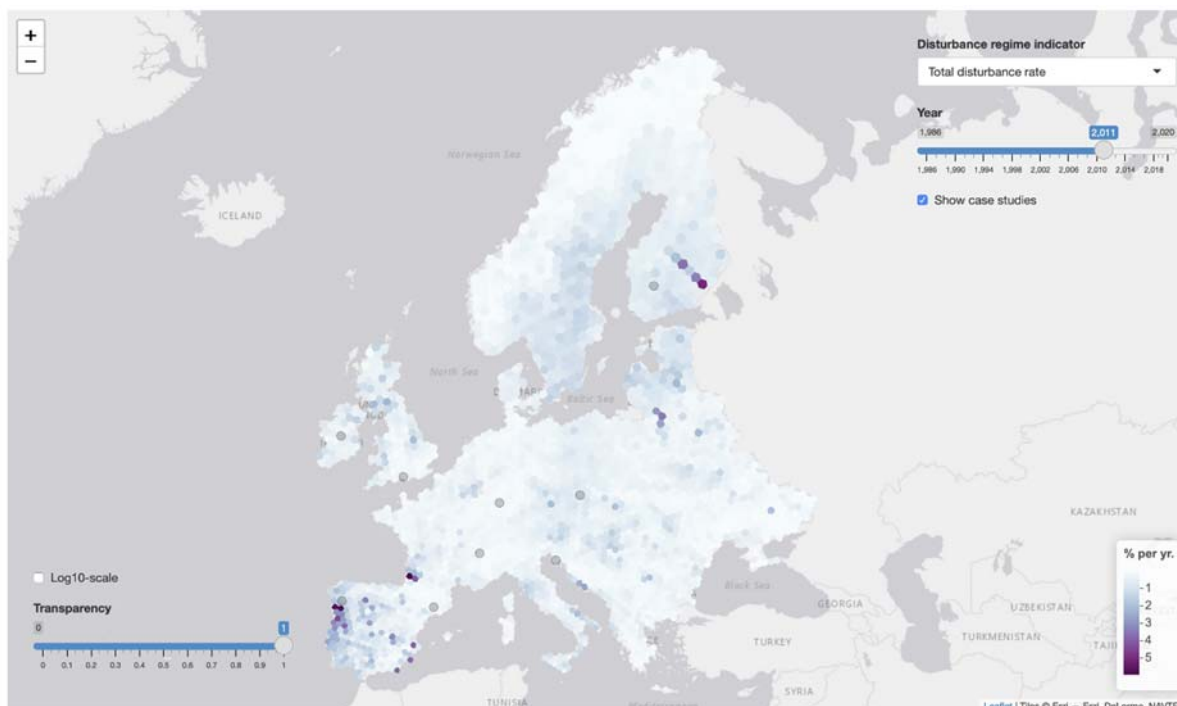 +
−
Disturbance regime indicator
Total disturbance rate
Year
1,986
2,011
2,020
1,986 1,990 1,994 1,998 2,002 2,006 2,010 2,014 2,018
Show case studies
Norwegian Sea
ICELAND
North Sea
Baltic Sea
KAZAKHSTAN
Black Sea
GEORGIA
UZBEKISTAN
TURKMENISTAN
TURKEY
SYRIA
TUNISIA
Log10-scale
Transparency
0
1
0 0.1 0.2 0.3 0.4 0.5 0.6 0.7 0.8 0.9 1
% per yr.
1
2
3
4
5